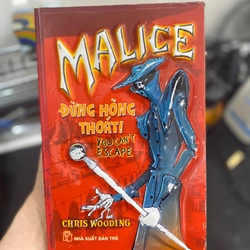 MALICE
ĐỪNG HÒNG
THOÁT!
YOU CAN'T
ESCAPE
CHRIS WOODING
NHÀ XUẤT BẢN TRẺ